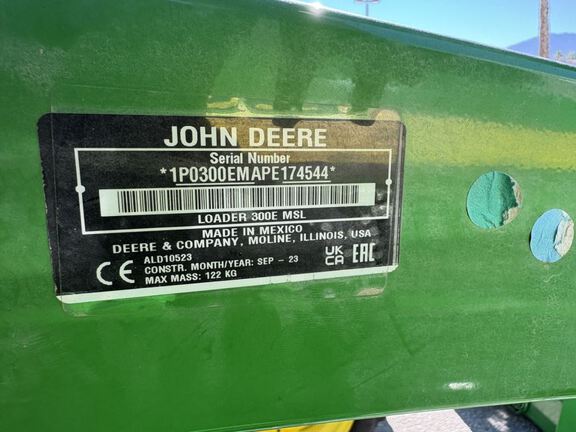 JOHN DEERE
Serial Number
*1P0300EMAPE174544*
LOADER 300E MSL
MADE IN MEXICO
DEERE & COMPANY, MOLINE, ILLINOIS, USA
ALD10523
CONSTR. MONTH/YEAR: SEP - 23
MAX MASS: 122 KG
CE
UK
CA
EAC